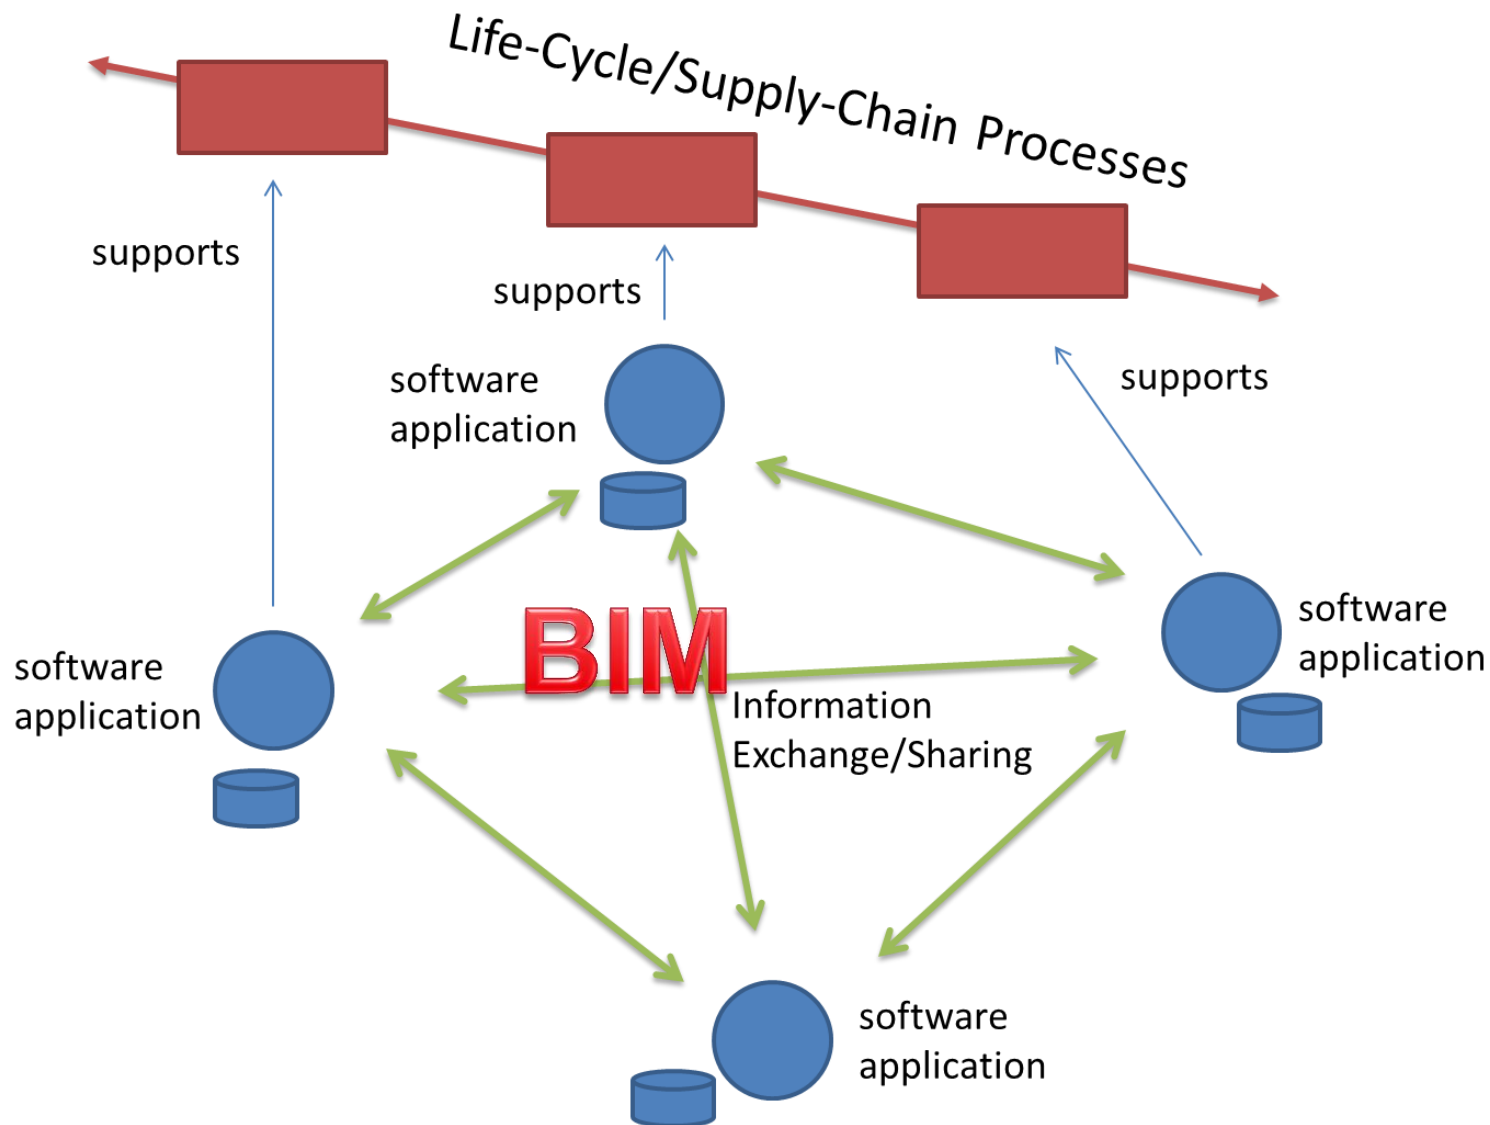 Life-Cycle/Supply-Chain Processes
supports
supports
supports
software
application
software
application
software
application
BIM
Information
Exchange/Sharing
software
application